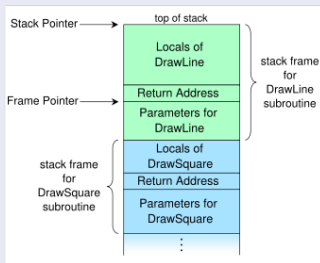 top of stack
Stack Pointer
Locals of
DrawLine
stack frame
for
DrawLine
subroutine
Return Address
Frame Pointer
Parameters for
DrawLine
Locals of
DrawSquare
stack frame
for
DrawSquare
subroutine
Return Address
Parameters for
DrawSquare
⋮